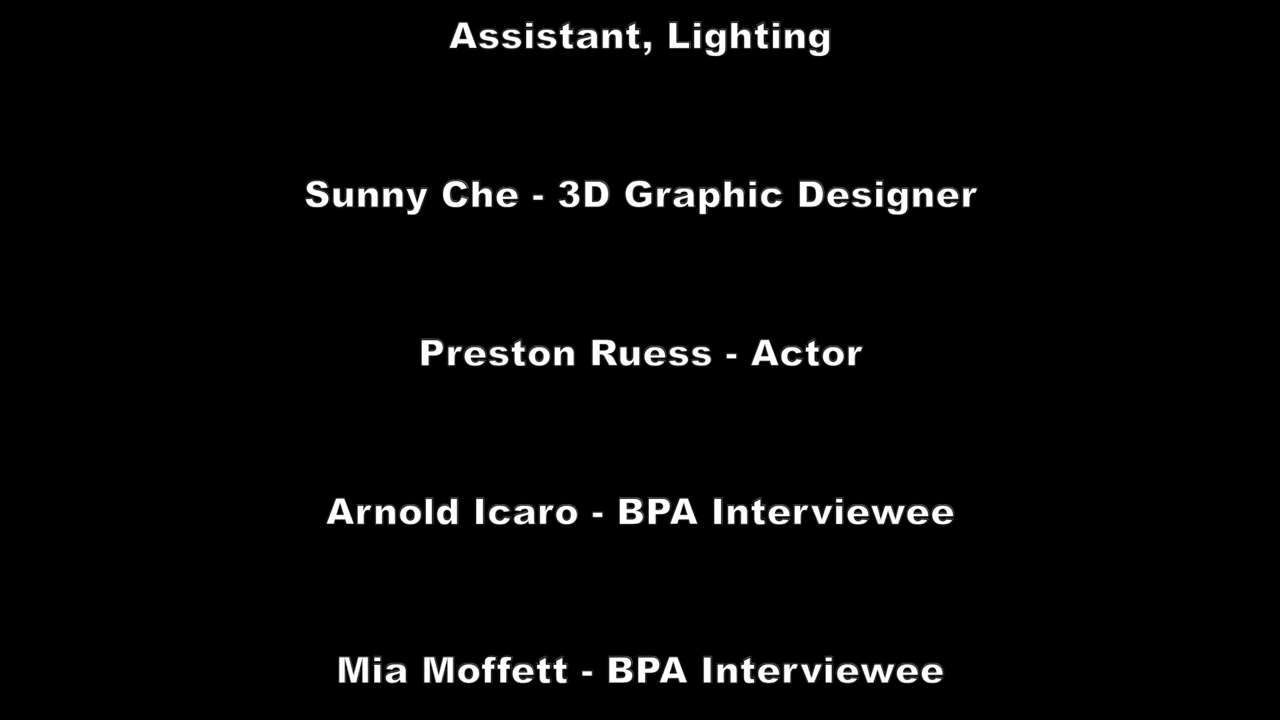 Assistant, Lighting
Sunny Che - 3D Graphic Designer
Preston Ruess - Actor
Arnold Icaro - BPA Interviewee
Mia Moffett - BPA Interviewee